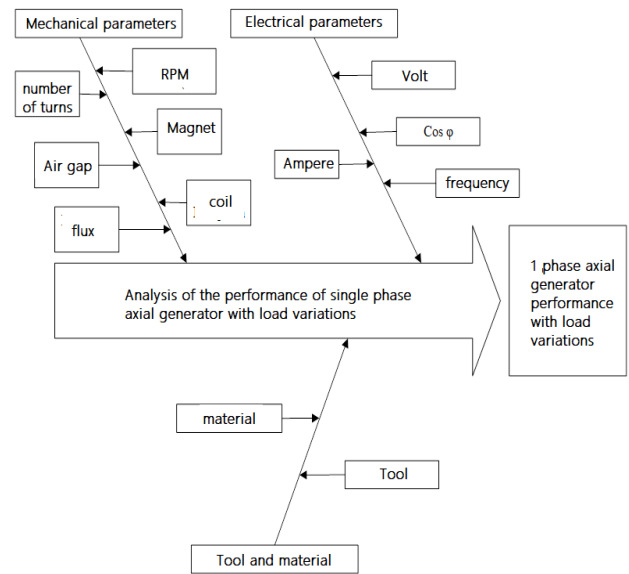 Mechanical parameters
Electrical parameters
RPM
number
of turns
Magnet
Air gap
coil
flux
Volt
Cos φ
Ampere
frequency
Analysis of the performance of single phase
axial generator with load variations
1 phase axial
generator
performance
with load
variations
material
Tool
Tool and material